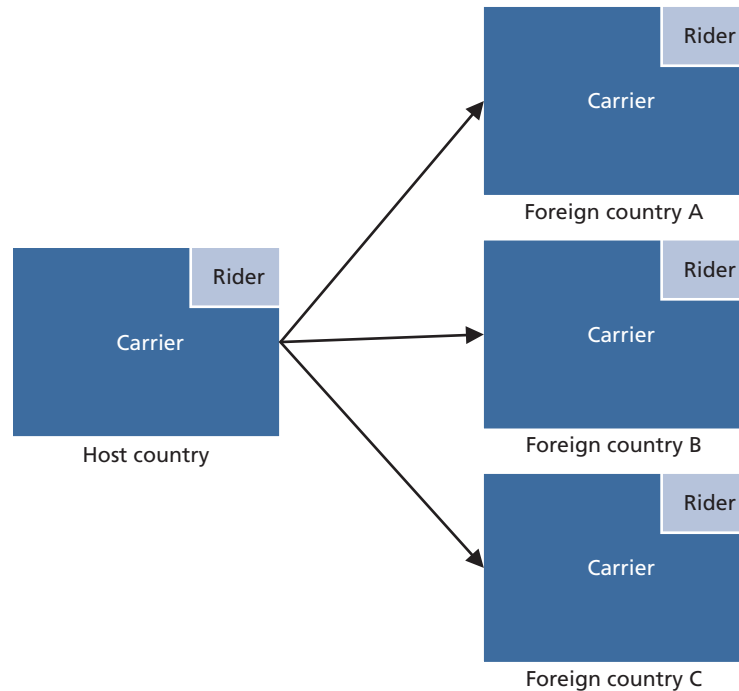 Rider
Carrier
Foreign country A
Rider
Carrier
Host country
Rider
Carrier
Foreign country B
Rider
Carrier
Foreign country C